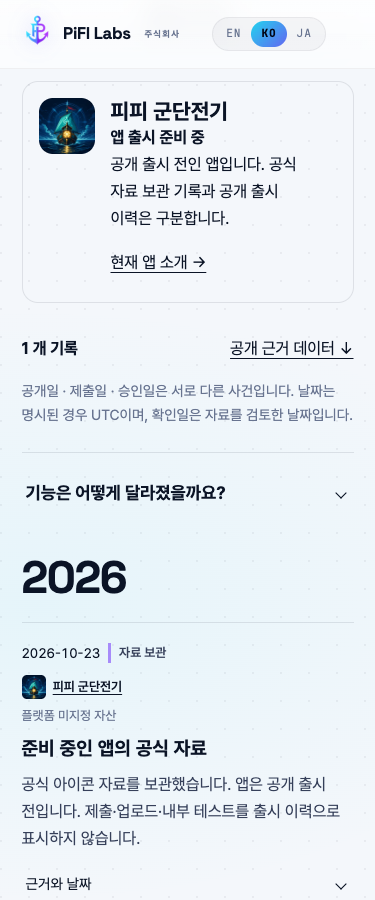 PiFi Labs 주식회사 EN KO JA
피피 군단전기
앱 출시 준비 중
공개 출시 전인 앱입니다. 공식
자료 보관 기록과 공개 출시
이력은 구분합니다.
현재 앱 소개 →
1 개 기록 공개 근거 데이터 ↓
공개일 · 제출일 · 승인일은 서로 다른 사건입니다. 날짜는
명시된 경우 UTC이며, 확인일은 자료를 검토한 날짜입니다.
기능은 어떻게 달라졌을까요?
2026
2026-10-23 자료 보관
피피 군단전기
플랫폼 미지정 자산
준비 중인 앱의 공식 자료
공식 아이콘 자료를 보관했습니다. 앱은 공개 출시
전입니다. 제출·업로드·내부 테스트를 출시 이력으로
표시하지 않습니다.
근거와 날짜